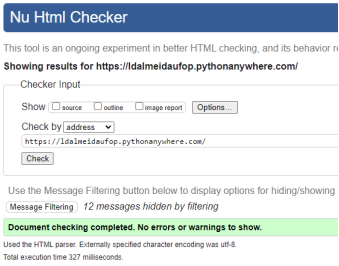 Nu Html Checker
This tool is an ongoing experiment in better HTML checking, and its behavior
Showing results for https://ldalmeidaufop.pythonanywhere.com/
Checker Input
Show source outline image report Options...
Check by address
https://ldalmeidaufop.pythonanywhere.com/
Check
Use the Message Filtering button below to display options for hiding/showing
Message Filtering 12 messages hidden by filtering
Document checking completed. No errors or warnings to show.
Used the HTML parser. Externally specified character encoding was utf-8.
Total execution time 327 milliseconds.